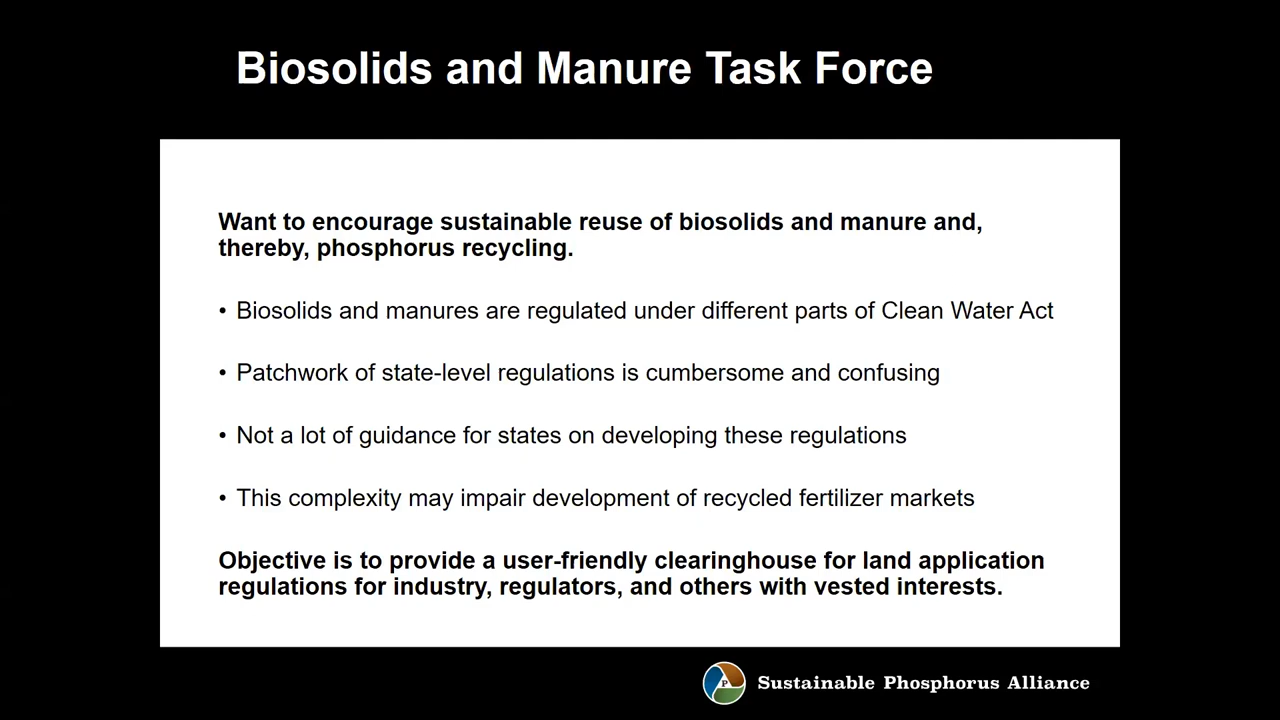 Biosolids and Manure Task Force
Want to encourage sustainable reuse of biosolids and manure and,
thereby, phosphorus recycling.
• Biosolids and manures are regulated under different parts of Clean Water Act
• Patchwork of state-level regulations is cumbersome and confusing
• Not a lot of guidance for states on developing these regulations
• This complexity may impair development of recycled fertilizer markets
Objective is to provide a user-friendly clearinghouse for land application
regulations for industry, regulators, and others with vested interests.
P
Sustainable Phosphorus Alliance